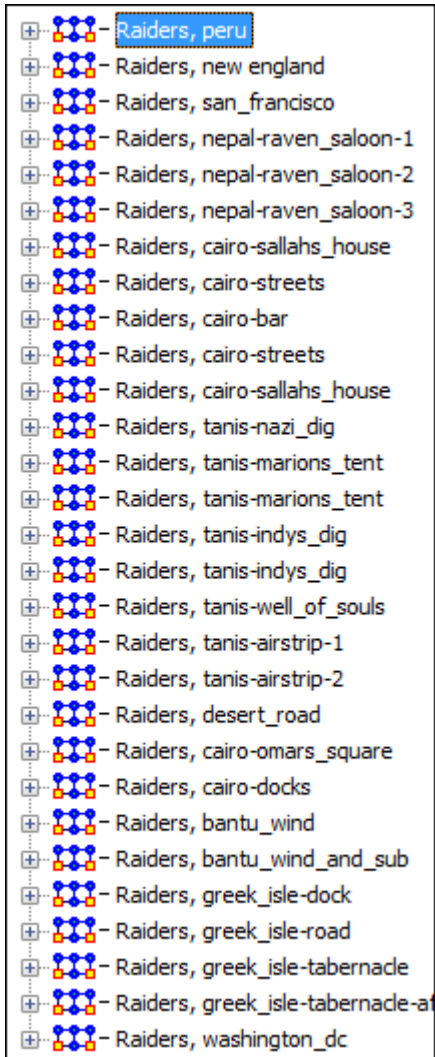 Raiders, peru
Raiders, new england
Raiders, san_francisco
Raiders, nepal-raven_saloon-1
Raiders, nepal-raven_saloon-2
Raiders, nepal-raven_saloon-3
Raiders, cairo-sallahs_house
Raiders, cairo-streets
Raiders, cairo-bar
Raiders, cairo-streets
Raiders, cairo-sallahs_house
Raiders, tanis-nazi_dig
Raiders, tanis-marions_tent
Raiders, tanis-marions_tent
Raiders, tanis-indys_dig
Raiders, tanis-indys_dig
Raiders, tanis-well_of_souls
Raiders, tanis-airstrip-1
Raiders, tanis-airstrip-2
Raiders, desert_road
Raiders, cairo-omars_square
Raiders, cairo-docks
Raiders, bantu_wind
Raiders, bantu_wind_and_sub
Raiders, greek_isle-dock
Raiders, greek_isle-road
Raiders, greek_isle-tabernacle
Raiders, greek_isle-tabernacle-af
Raiders, washington_dc